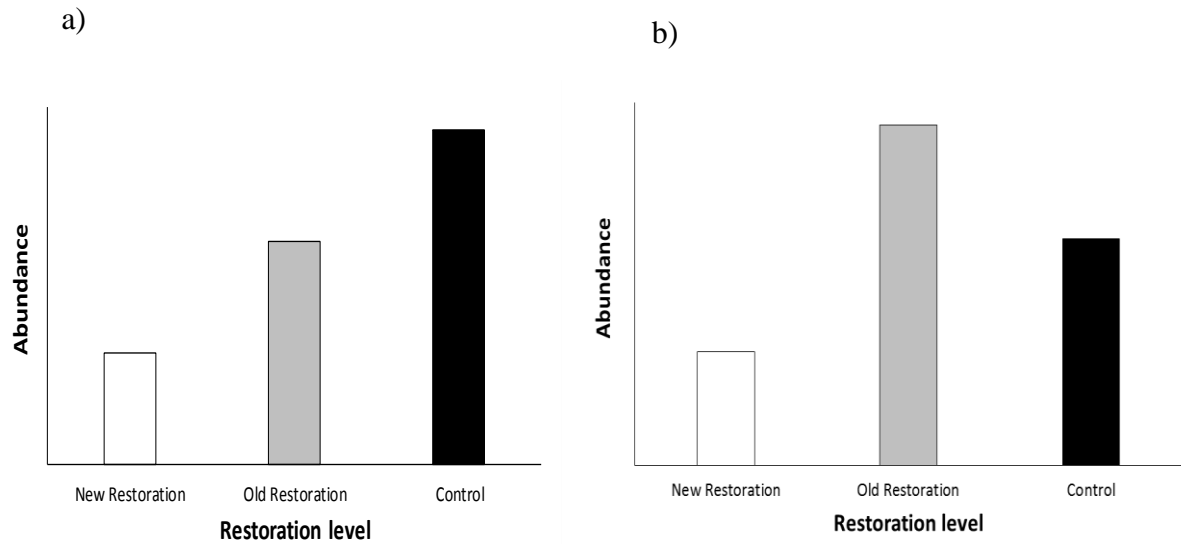 a)
Abundance
New Restoration Old Restoration Control
Restoration level
b)
Abundance
New Restoration Old Restoration Control
Restoration level